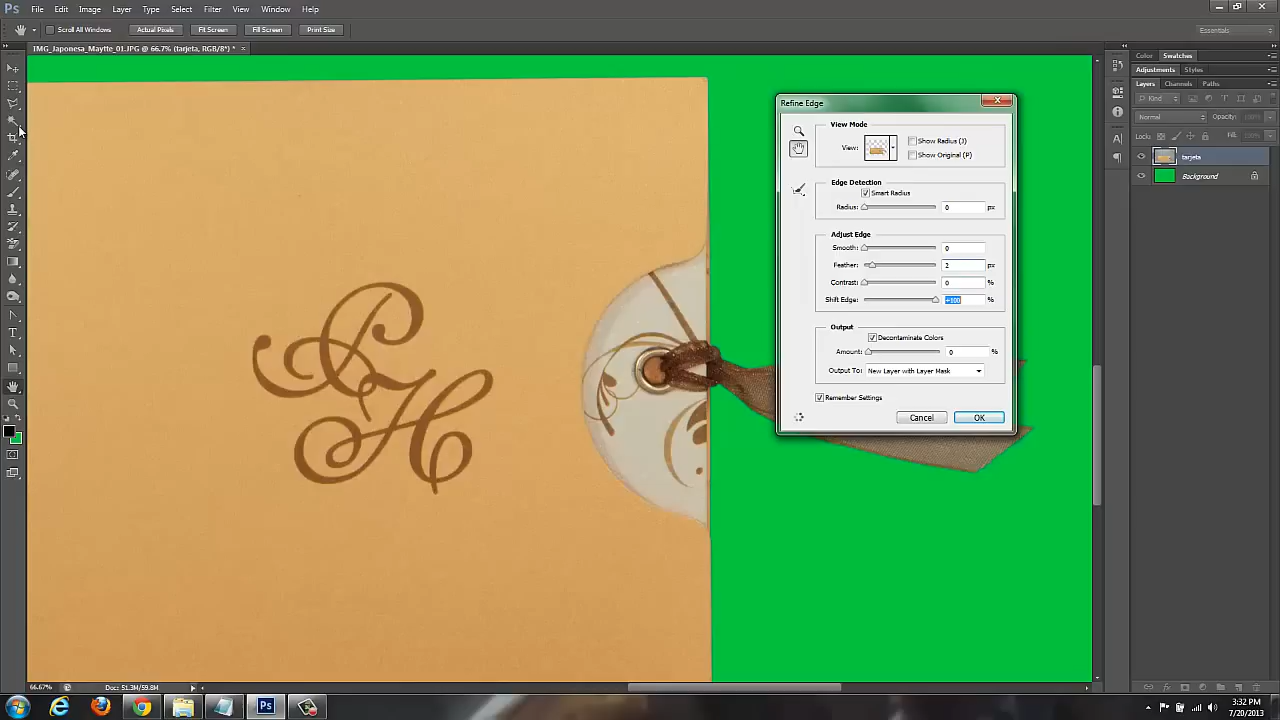 Ps File Edit Image Layer Type Select Filter 3D View Window Help
Scroll All Windows Actual Pixels Fit Screen Fill Screen Print Size Essentials
IMG_Japonesa_Maytte_01.JPG @ 66.7% (tarjeta, RGB/8*) * ×
Color Swatches
Adjustments Styles
Layers Channels Paths
Kind
Normal Opacity:
Lock: Fill:
tarjeta
Background
Refine Edge
View Mode
View: Show Radius (J)
Show Original (P)
Edge Detection
Smart Radius
Radius: 0 px
Adjust Edge
Smooth: 0
Feather: 2 px
Contrast: 0 %
Shift Edge: +100 %
Output
Decontaminate Colors
Amount: 0 %
Output To: New Layer with Layer Mask
Remember Settings
Cancel OK
T
A
CH
66.67% Doc: 51.3M/59.8M
Ps
3:32 PM
7/20/2013